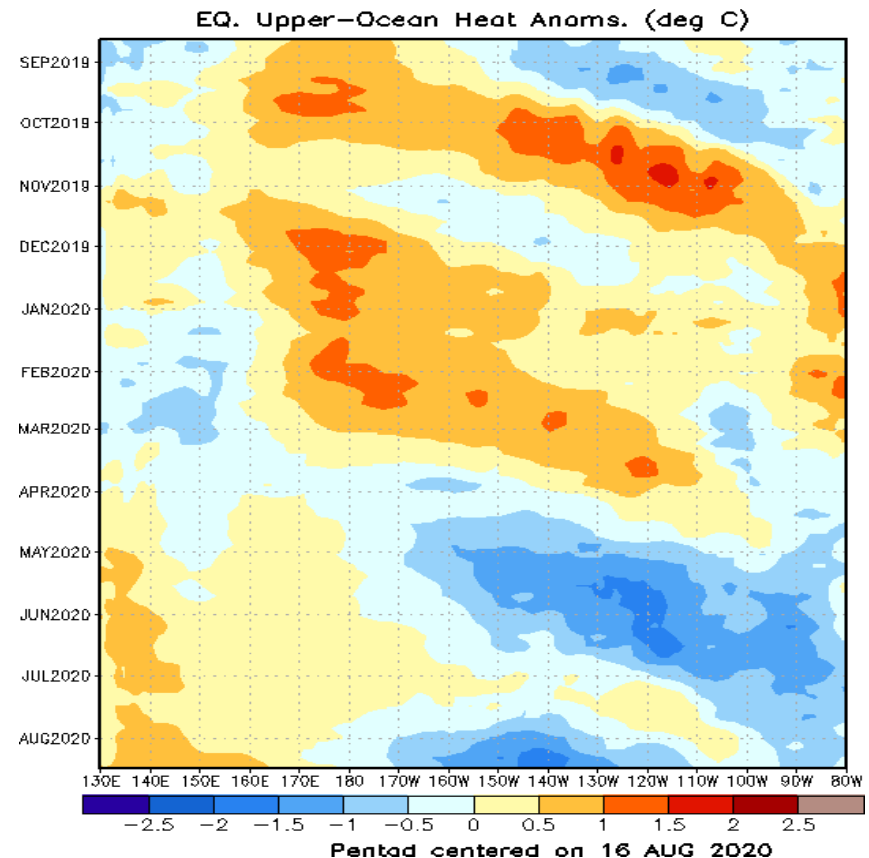 EQ. Upper-Ocean Heat Anoms. (deg C)
SEP2019
OCT2019
NOV2019
DEC2019
JAN2020
FEB2020
MAR2020
APR2020
MAY2020
JUN2020
JUL2020
AUG2020
130E 140E 150E 160E 170E 180 170W 160W 150W 140W 130W 120W 110W 100W 90W 80W
-2.5 -2 -1.5 -1 -0.5 0 0.5 1 1.5 2 2.5
Pentad centered on 16 AUG 2020